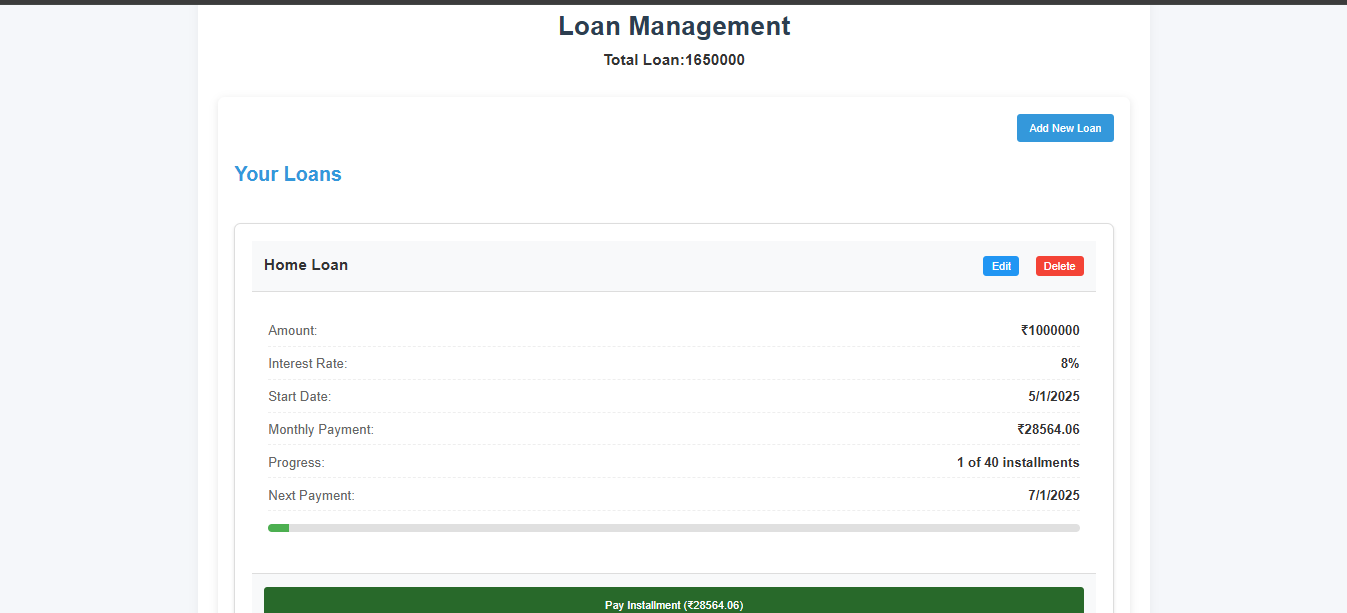 Loan Management
Total Loan:1650000
Add New Loan
Your Loans
Home Loan Edit Delete
Amount: ₹1000000
Interest Rate: 8%
Start Date: 5/1/2025
Monthly Payment: ₹28564.06
Progress: 1 of 40 installments
Next Payment: 7/1/2025
Pay Installment (₹28564.06)